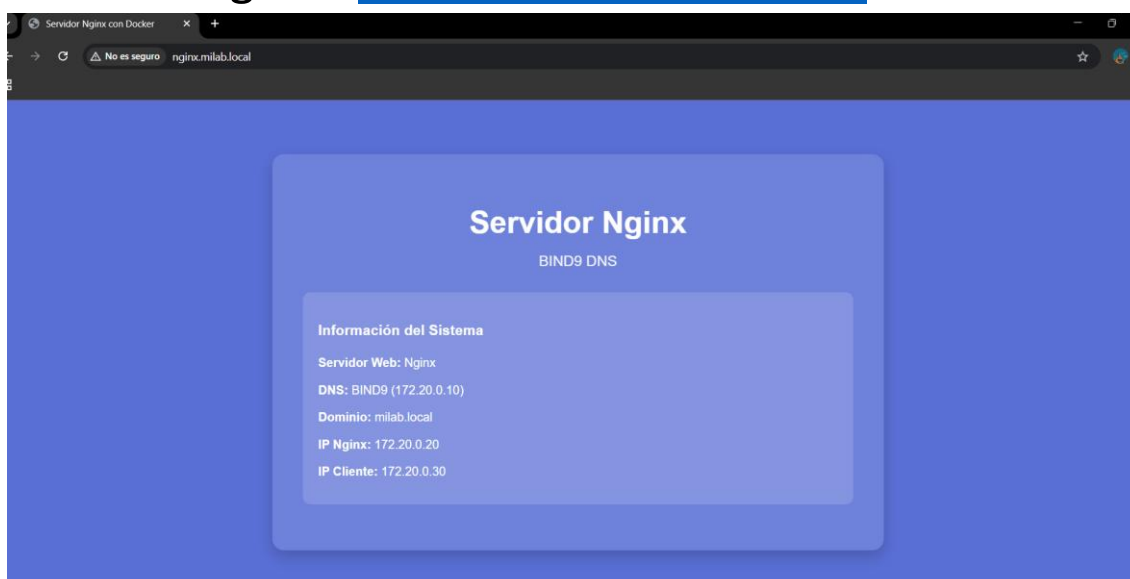 Servidor Nginx con Docker
No es seguro
nginx.milab.local
Servidor Nginx
BIND9 DNS
Información del Sistema
Servidor Web: Nginx
DNS: BIND9 (172.20.0.10)
Dominio: milab.local
IP Nginx: 172.20.0.20
IP Cliente: 172.20.0.30